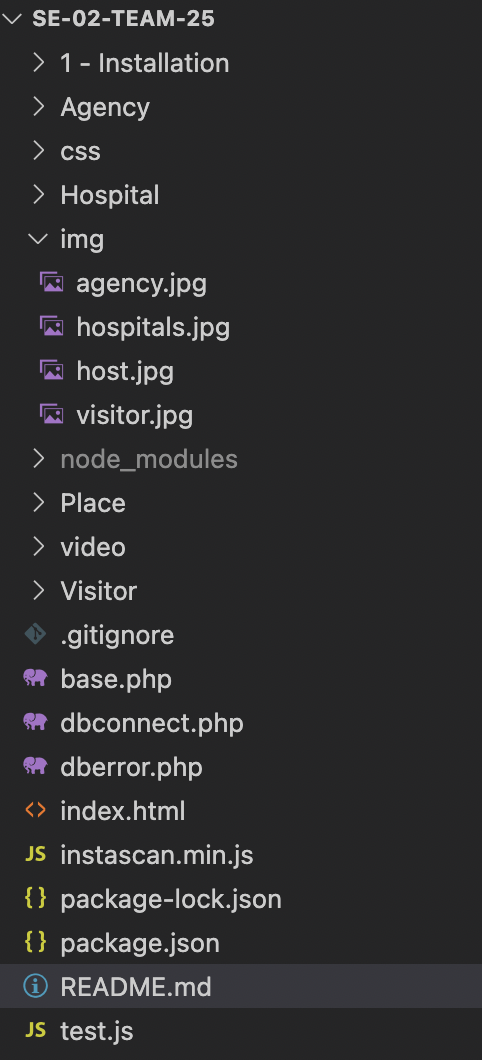 SE-02-TEAM-25
1 - Installation
Agency
css
Hospital
img
agency.jpg
hospitals.jpg
host.jpg
visitor.jpg
node_modules
Place
video
Visitor
.gitignore
base.php
dbconnect.php
dberror.php
index.html
JS instascan.min.js
{ } package-lock.json
{ } package.json
README.md
JS test.js